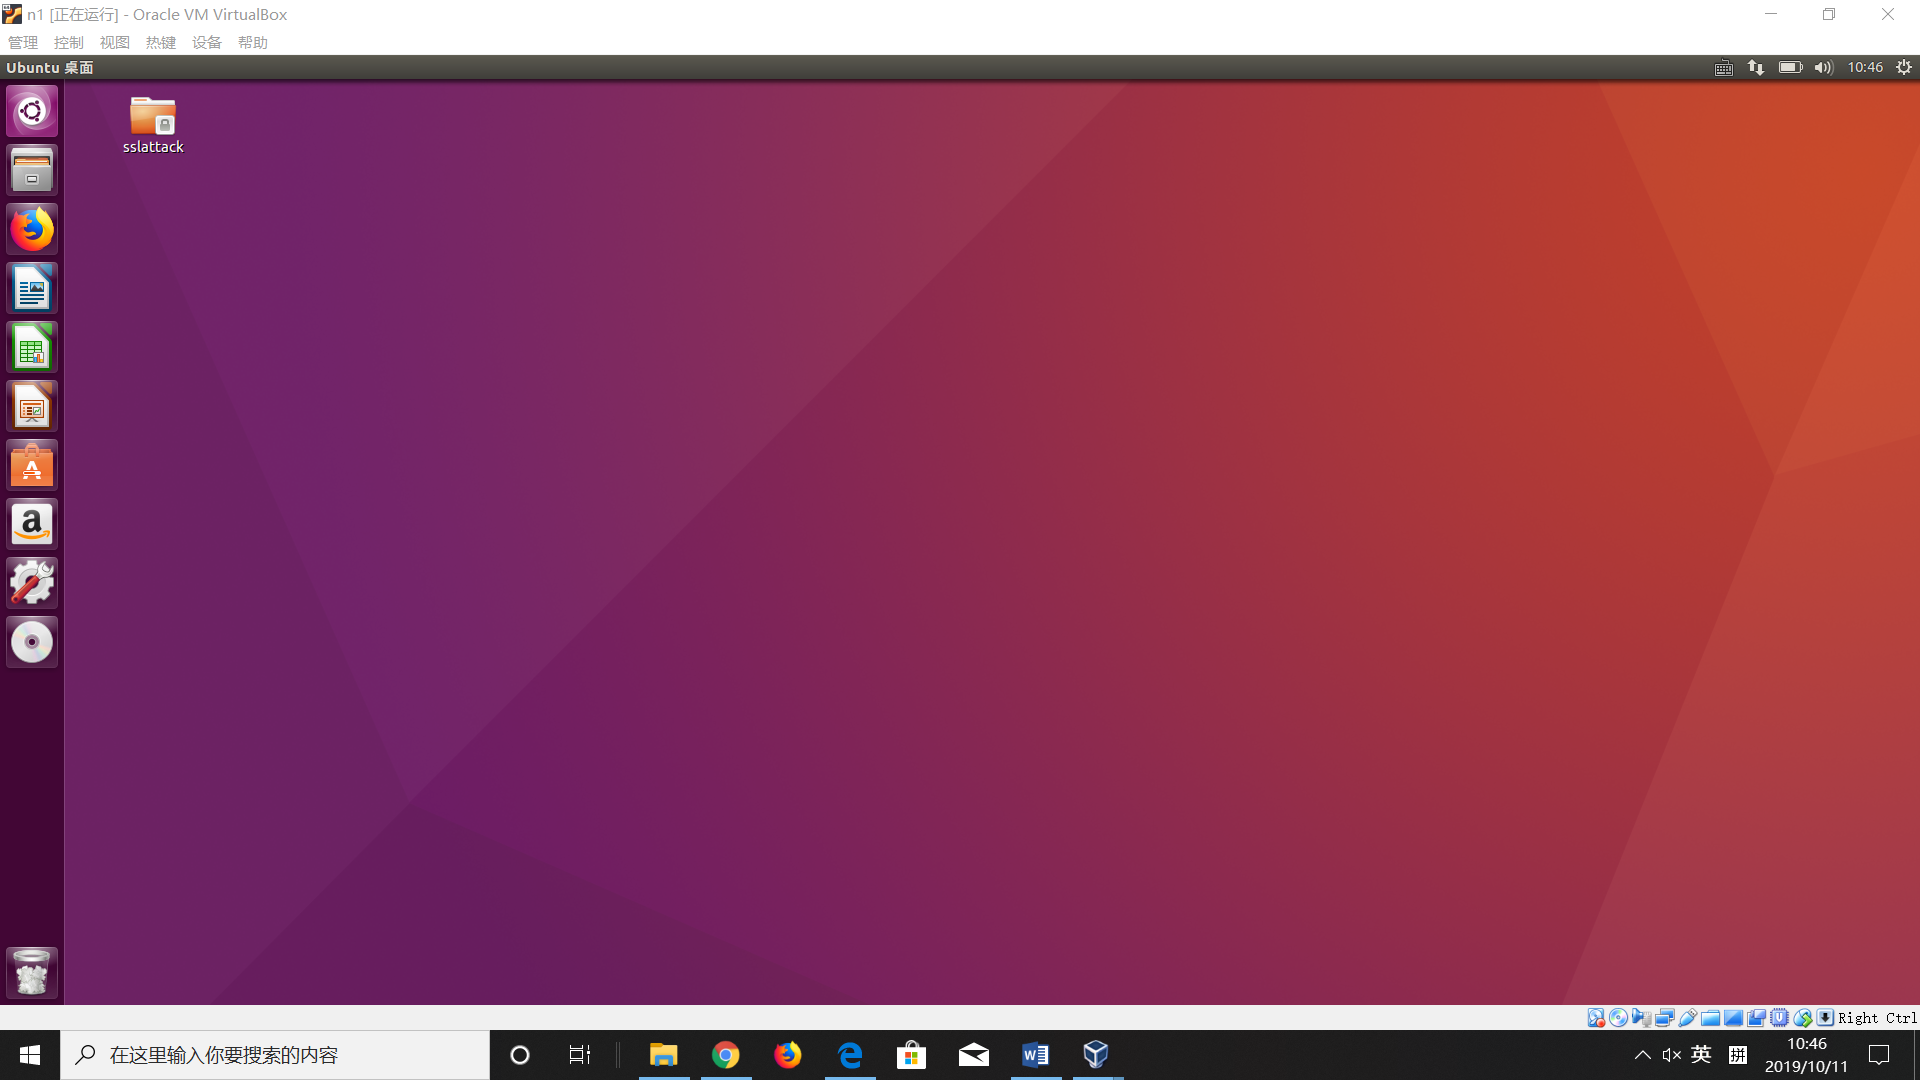 n1 [正在运行] - Oracle VM VirtualBox
管理 控制 视图 热键 设备 帮助
Ubuntu 桌面
10:46
sslattack
Right Ctrl
在这里输入你要搜索的内容
英
拼
10:46
2019/10/11